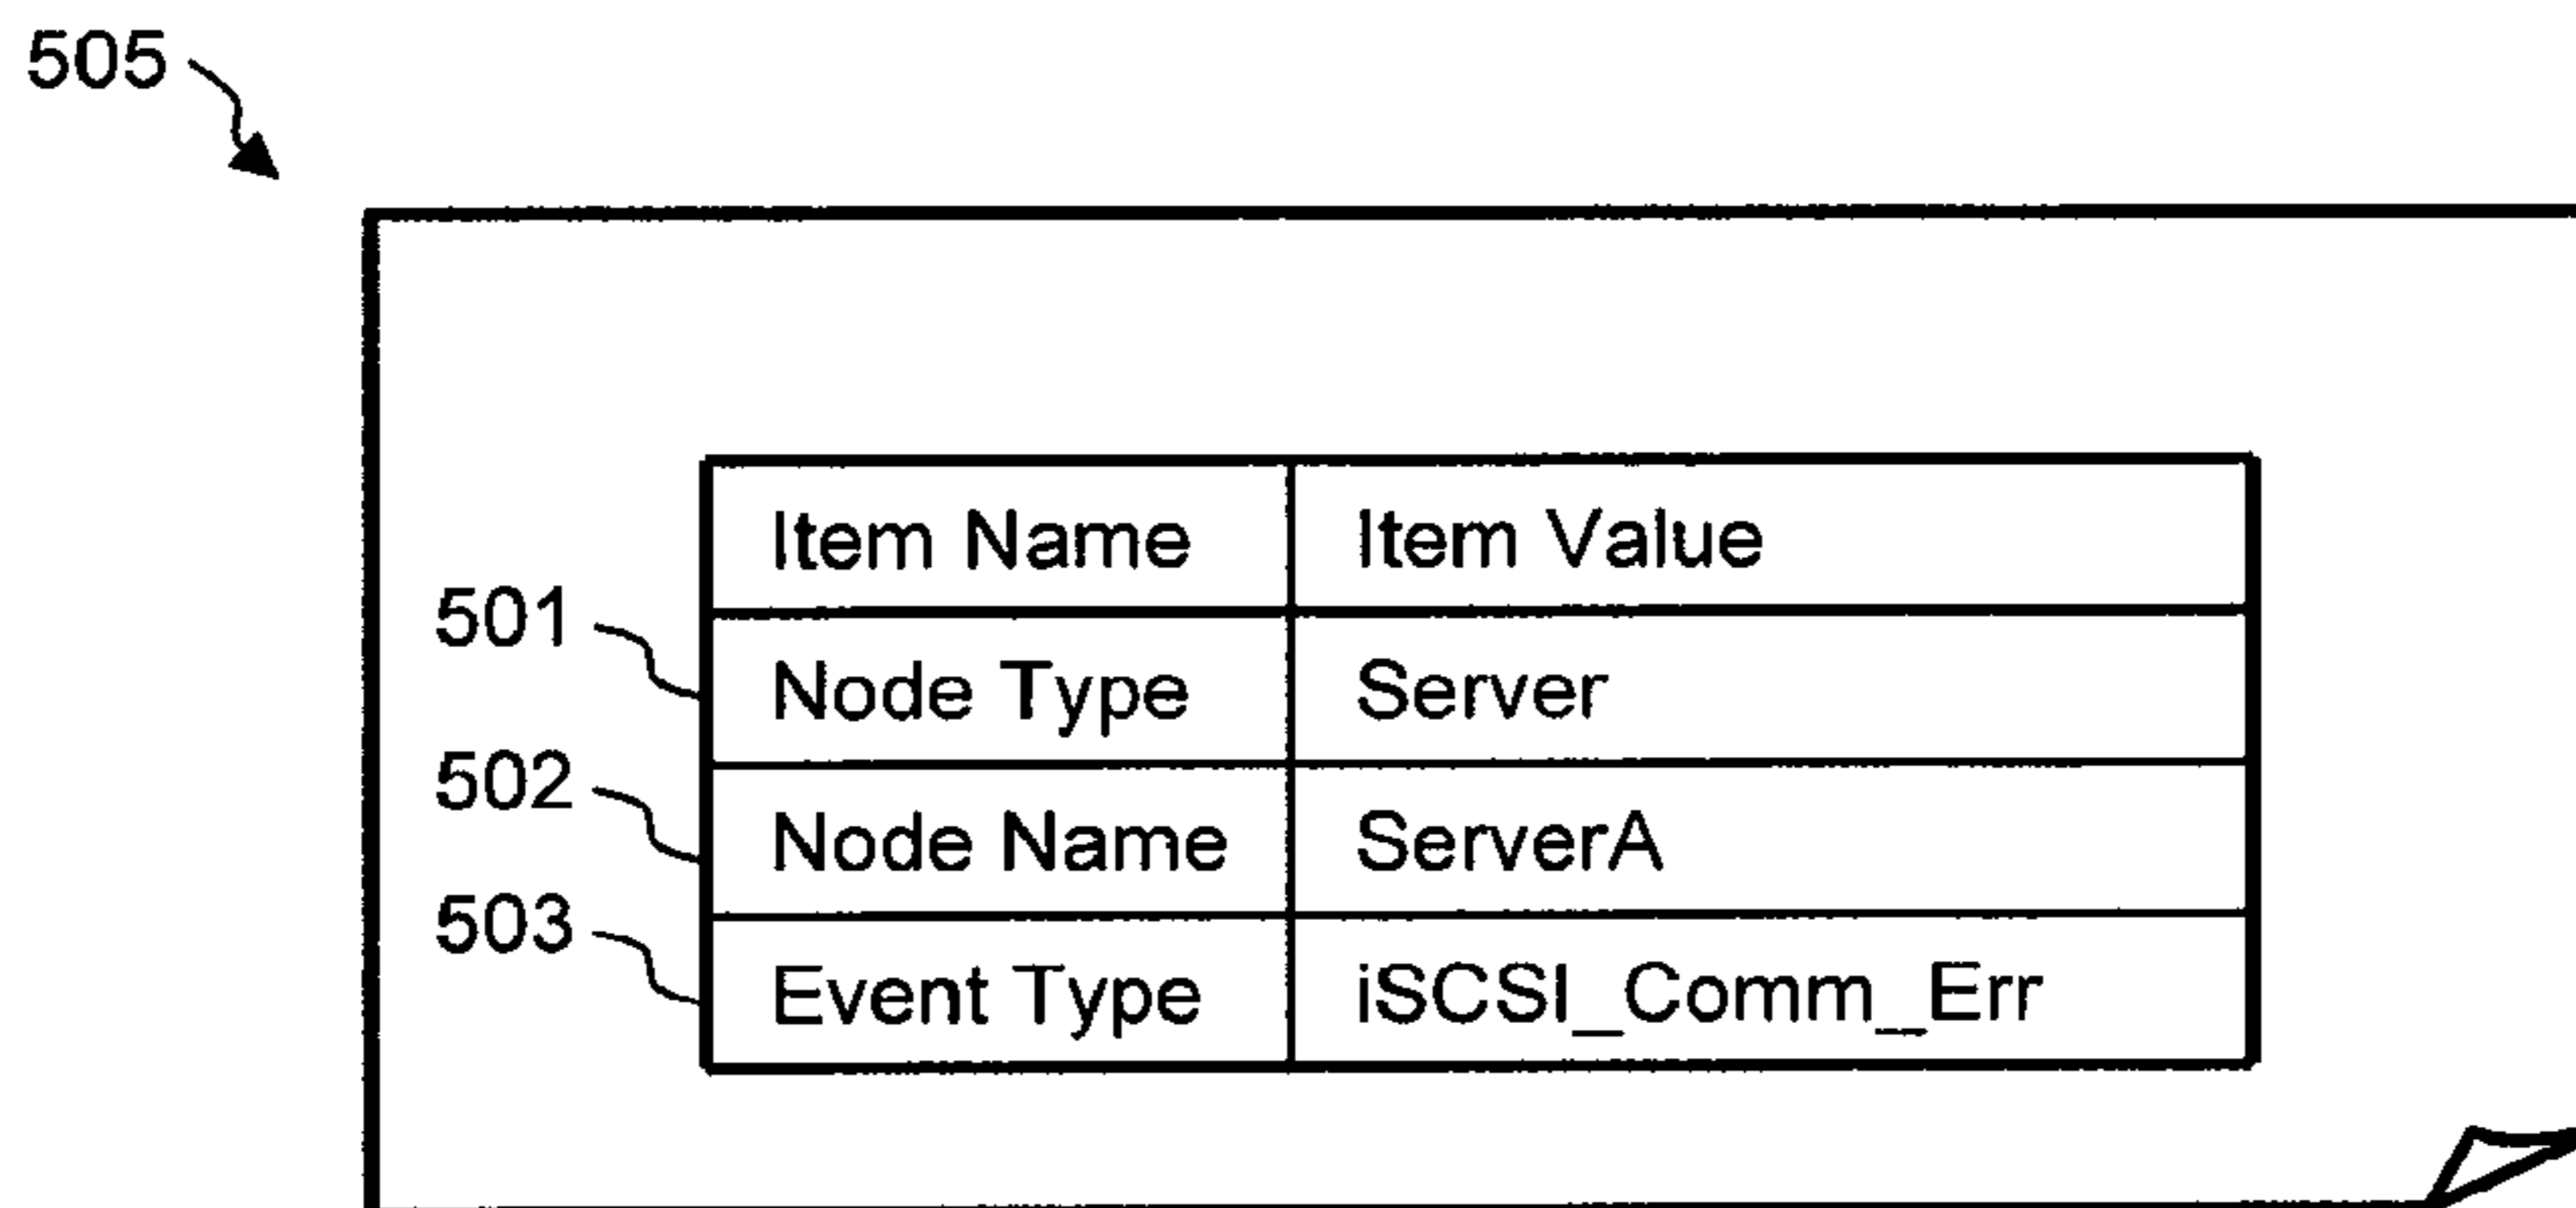 505
Item Name Item Value
501
Node Type Server
502
Node Name ServerA
503
Event Type iSCSI_Comm_Err